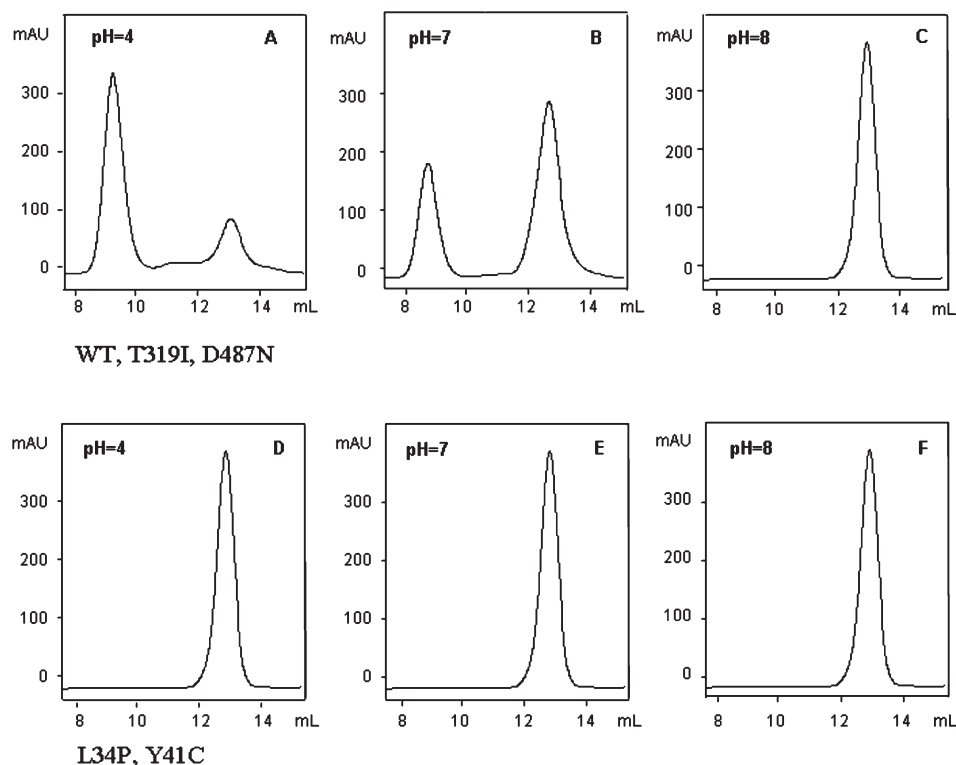 mAU pH=4 A
300
200
100
0
8 10 12 14 mL
mAU pH=7 B
300
200
100
0
8 10 12 14 mL
mAU pH=8 C
300
200
100
0
8 10 12 14 mL
WT, T319I, D487N
mAU pH=4 D
300
200
100
0
8 10 12 14 mL
mAU pH=7 E
300
200
100
0
8 10 12 14 mL
mAU pH=8 F
300
200
100
0
8 10 12 14 mL
L34P, Y41C